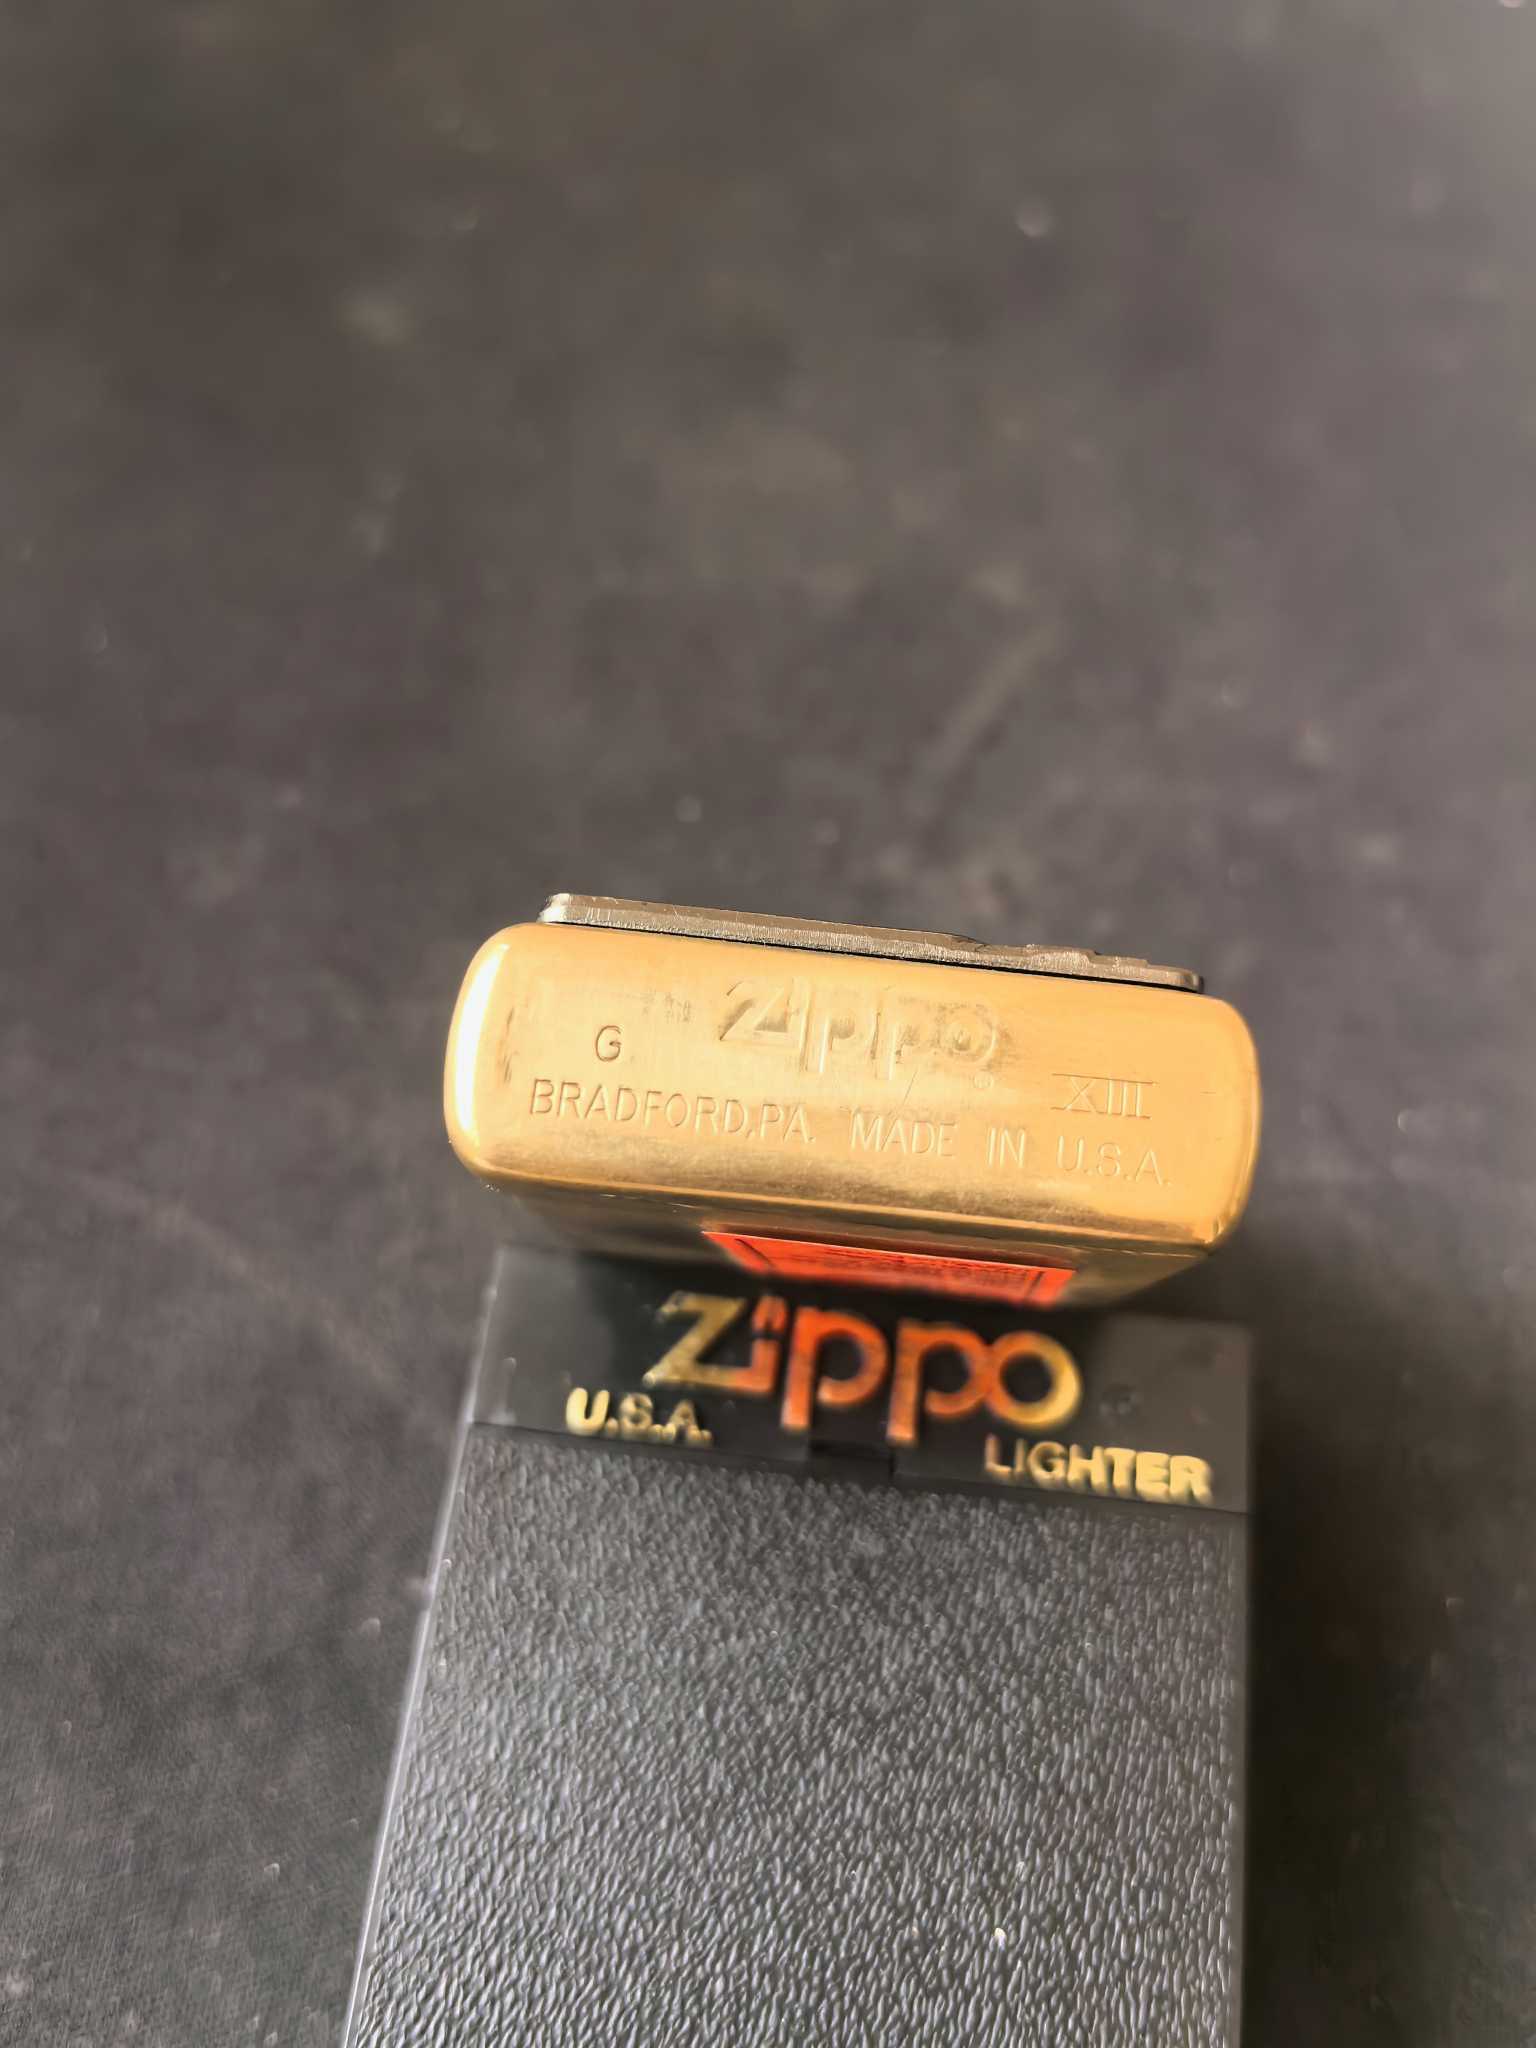 Zippo
G
®
XIII
BRADFORD,PA. MADE IN U.S.A.
Zippo
U.S.A.
LIGHTER